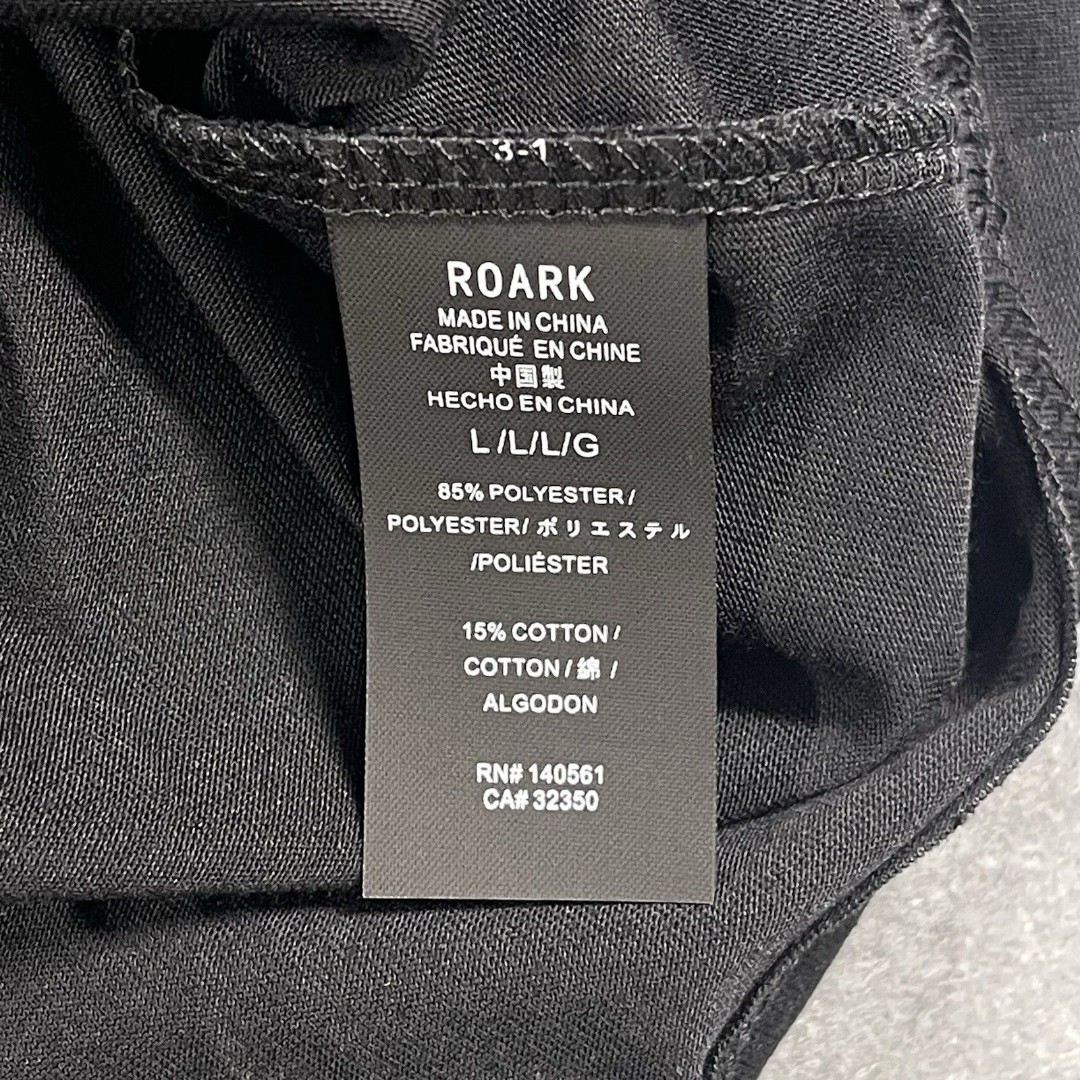 3-1
ROARK
MADE IN CHINA
FABRIQUÉ EN CHINE
中国製
HECHO EN CHINA
L/L/L/G
85% POLYESTER/
POLYESTER/ポリエステル
/POLIÉSTER
15% COTTON/
COTTON/綿/
ALGODON
RN# 140561
CA# 32350